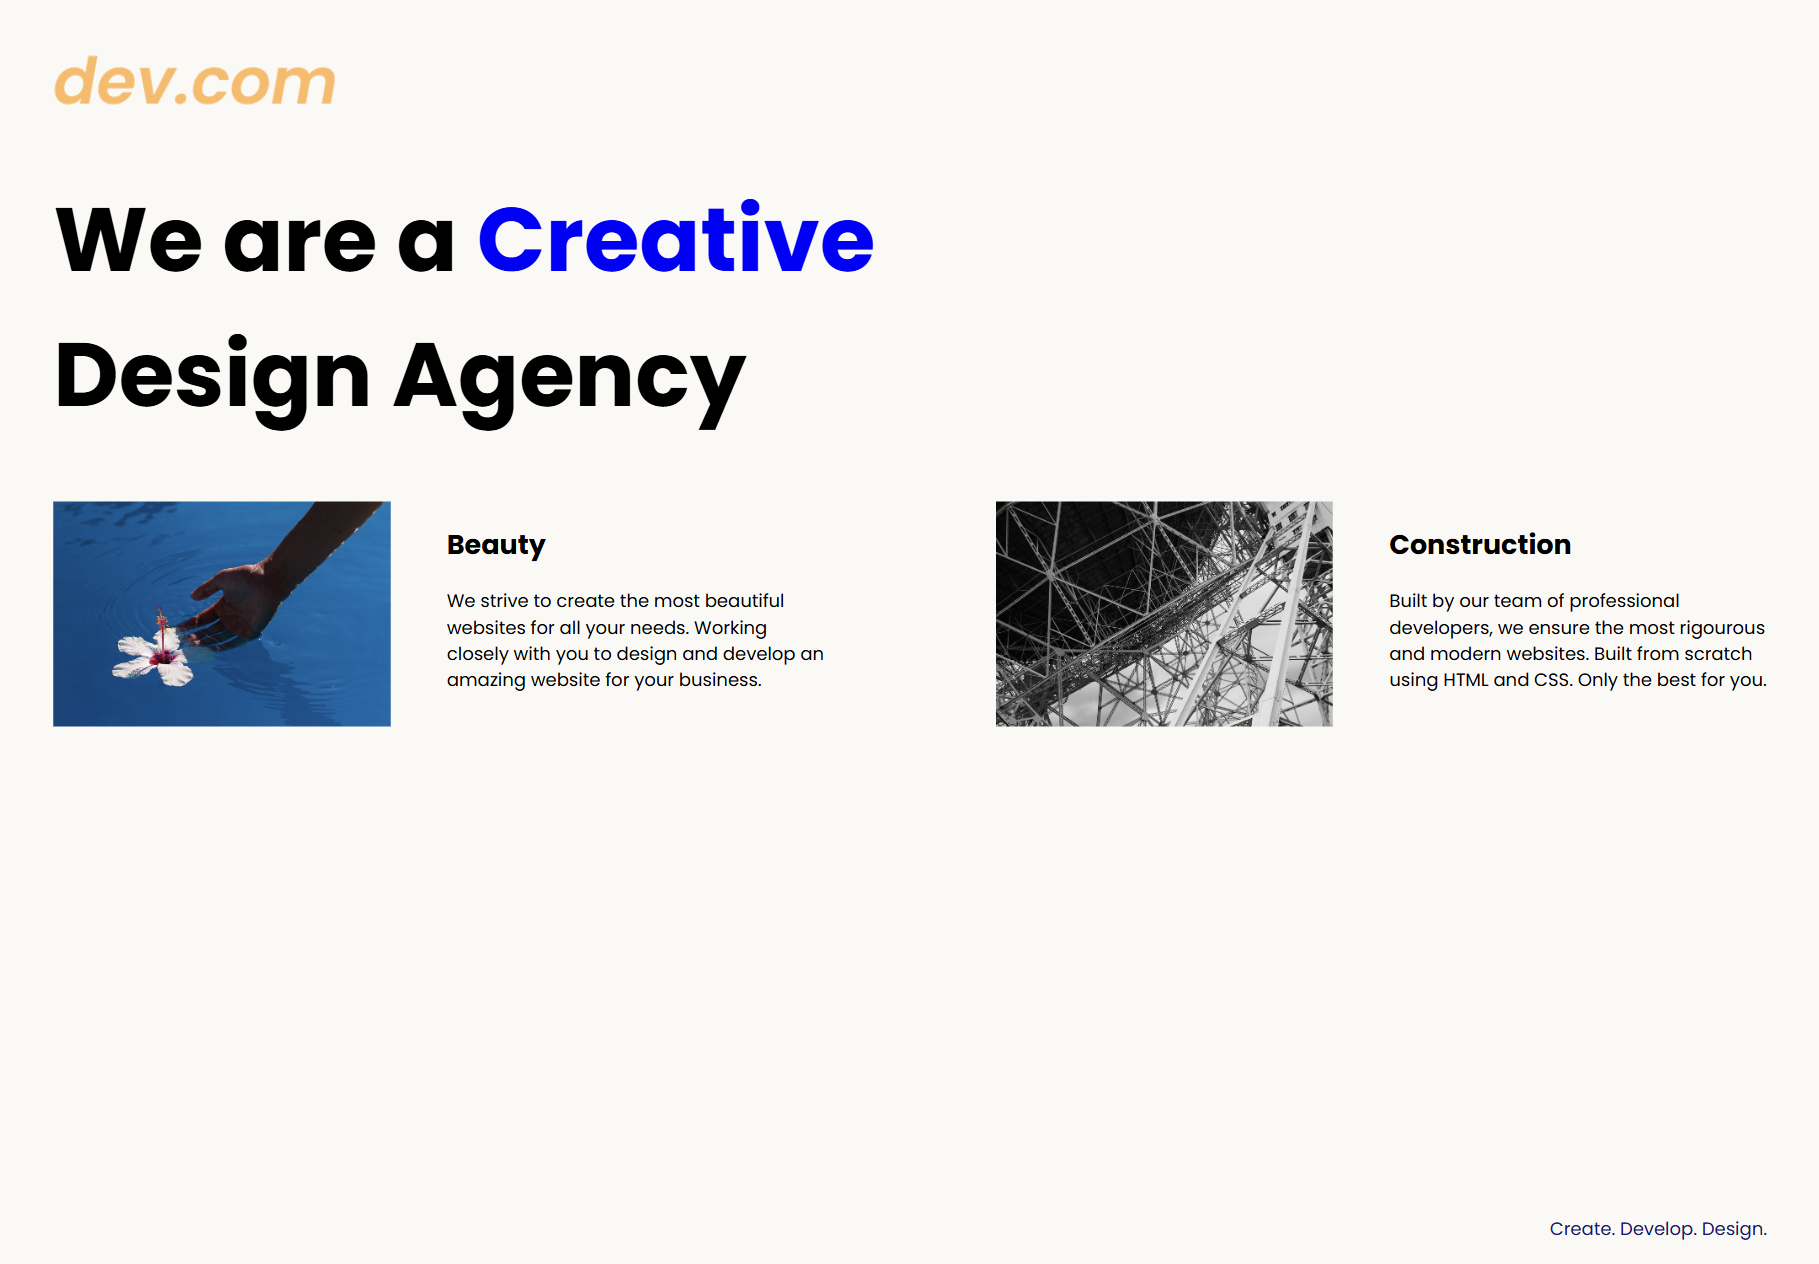 dev.com
We are a Creative
Design Agency
Beauty
We strive to create the most beautiful
websites for all your needs. Working
closely with you to design and develop an
amazing website for your business.
Construction
Built by our team of professional
developers, we ensure the most rigourous
and modern websites. Built from scratch
using HTML and CSS. Only the best for you.
Create. Develop. Design.